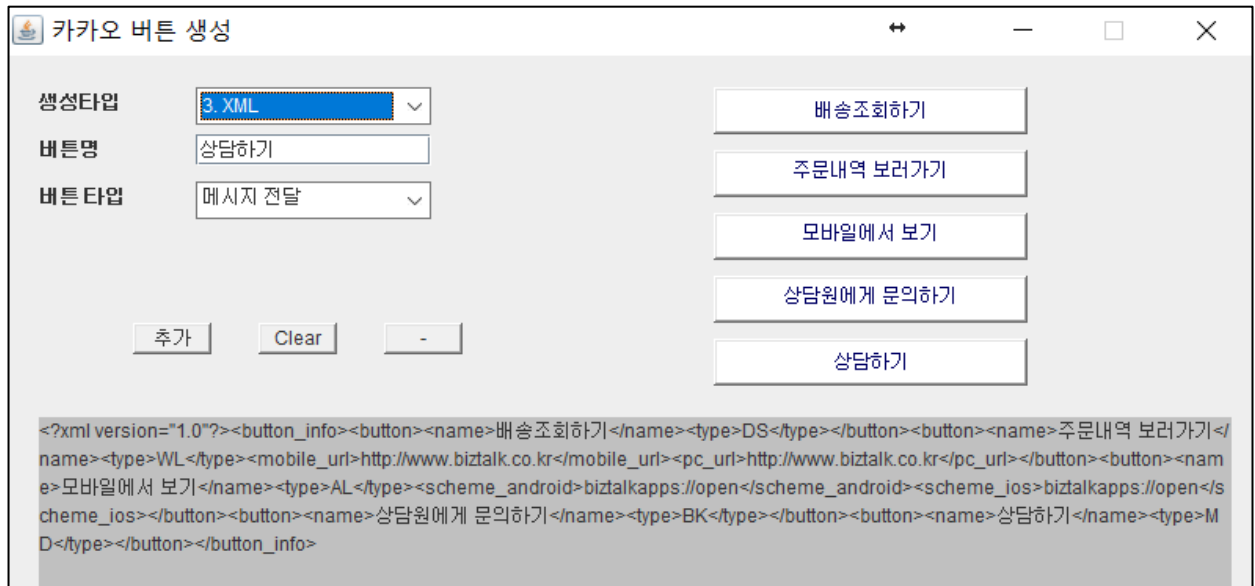 카카오 버튼 생성
생성타입
3. XML
버튼명
상담하기
버튼 타입
메시지 전달
추가
Clear
-
배송조회하기
주문내역 보러가기
모바일에서 보기
상담원에게 문의하기
상담하기
<?xml version="1.0"?><button_info><button><name>배송조회하기</name><type>DS</type></button><button><name>주문내역 보러가기</
name><type>WL</type><mobile_url>http://www.biztalk.co.kr</mobile_url><pc_url>http://www.biztalk.co.kr</pc_url></button><button><nam
e>모바일에서 보기</name><type>AL</type><scheme_android>biztalkapps://open</scheme_android><scheme_ios>biztalkapps://open</s
cheme_ios></button><button><name>상담원에게 문의하기</name><type>BK</type></button><button><name>상담하기</name><type>M
D</type></button></button_info>